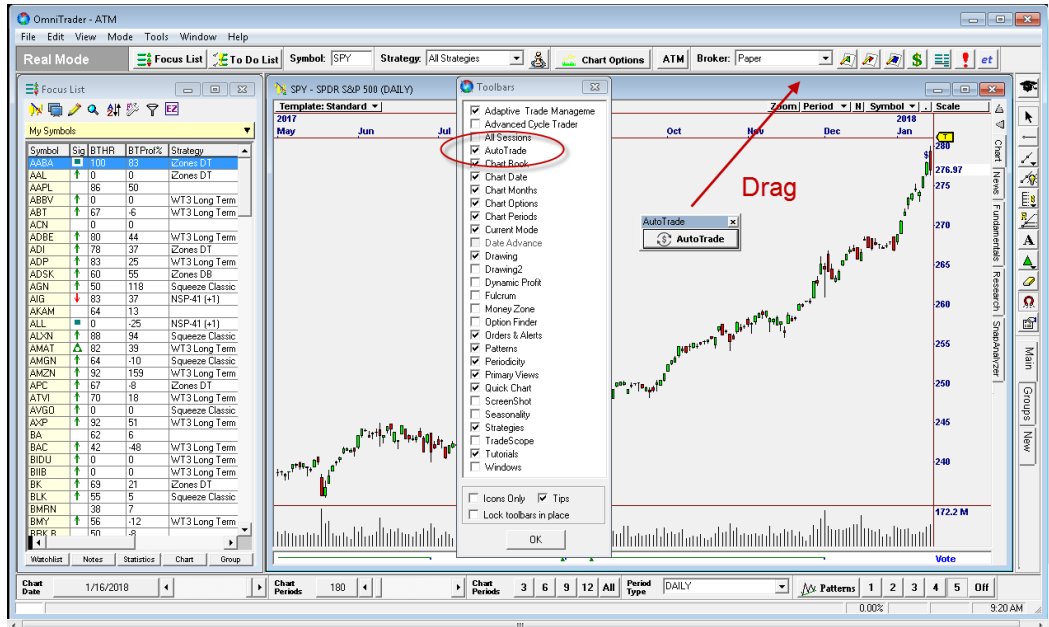 OmniTrader - ATM
File Edit View Mode Tools Window Help
Real Mode Focus List To Do List Symbol: SPY Strategy: All Strategies Chart Options ATM Broker: Paper $ ! et
Focus List
EZ
My Symbols
Symbol Sig BTHR BTProf% Strategy
AABA 100 83 iZones DT
AAL 0 0 iZones DT
AAPL 86 50
ABBV 0 0 WT3 Long Term
ABT 67 -6 WT3 Long Term
ACN 0 0
ADBE 80 44 WT3 Long Term
ADI 78 37 iZones DT
ADP 83 25 WT3 Long Term
ADSK 60 55 iZones DB
AGN 50 118 Squeeze Classic
AIG 83 37 NSP-41 (+1)
AKAM 64 13
ALL 0 -25 NSP-41 (+1)
ALXN 88 94 Squeeze Classic
AMAT 82 39 WT3 Long Term
AMGN 64 -10 Squeeze Classic
AMZN 92 159 WT3 Long Term
APC 67 -8 iZones DT
ATVI 70 18 WT3 Long Term
AVGO 0 0 Squeeze Classic
AXP 92 51 WT3 Long Term
BA 62 6
BAC 42 -48 WT3 Long Term
BIDU 0 0 WT3 Long Term
BIIB 0 0 WT3 Long Term
BK 69 21 iZones DT
BLK 55 5 Squeeze Classic
BMRN 38 7
BMY 56 -12 WT3 Long Term
BRK.B 50 -8
Watchlist Notes Statistics Chart Group
SPY - SPDR S&P 500 (DAILY)
Template: Standard
Zoom Period N Symbol . Scale
2017 2018
May Jun Jul Oct Nov Dec Jan
T
280
$
276.97
275
270
265
260
255
250
245
240
172.2 M
Vote
Toolbars
Adaptive Trade Manageme
Advanced Cycle Trader
All Sessions
AutoTrade
Chart Book
Chart Date
Chart Months
Chart Options
Chart Periods
Current Mode
Date Advance
Drawing
Drawing2
Dynamic Profit
Fulcrum
Money Zone
Option Finder
Orders & Alerts
Patterns
Periodicity
Primary Views
Quick Chart
ScreenShot
Seasonality
Strategies
TradeScope
Tutorials
Windows
Icons Only Tips
Lock toolbars in place
OK
Drag
AutoTrade
AutoTrade
Chart
News
Fundamentals
Research
SnapAnalyzer
A
Main
Groups
New
Chart Date 1/16/2018 Chart Periods 180 Chart Periods 3 6 9 12 All Period Type DAILY Patterns 1 2 3 4 5 Off
0.00% 9:20 AM